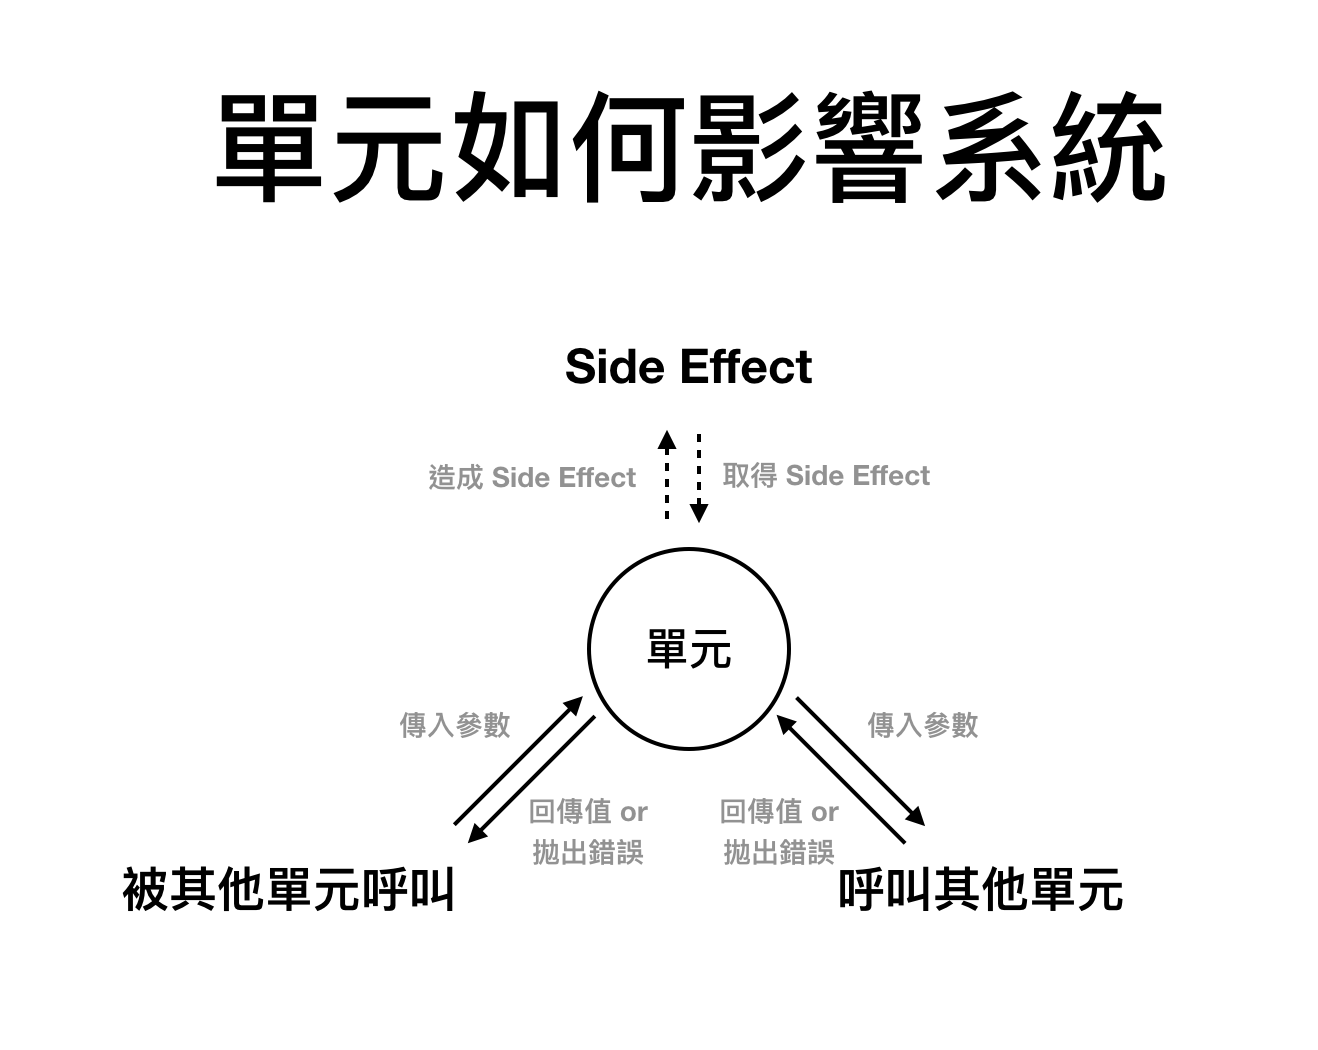 單元如何影響系統
Side Effect
造成 Side Effect
取得 Side Effect
單元
傳入參數
傳入參數
回傳值 or
拋出錯誤
回傳值 or
拋出錯誤
被其他單元呼叫
呼叫其他單元